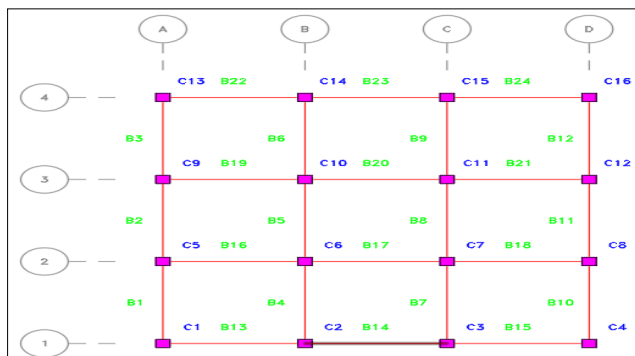 A B C D
C13 B22 C14 B23 C15 B24 C16
4
B3 B6 B9 B12
C9 B19 C10 B20 C11 B21 C12
3
B2 B5 B8 B11
C5 B16 C6 B17 C7 B18 C8
2
B1 B4 B7 B10
C1 B13 C2 B14 C3 B15 C4
1